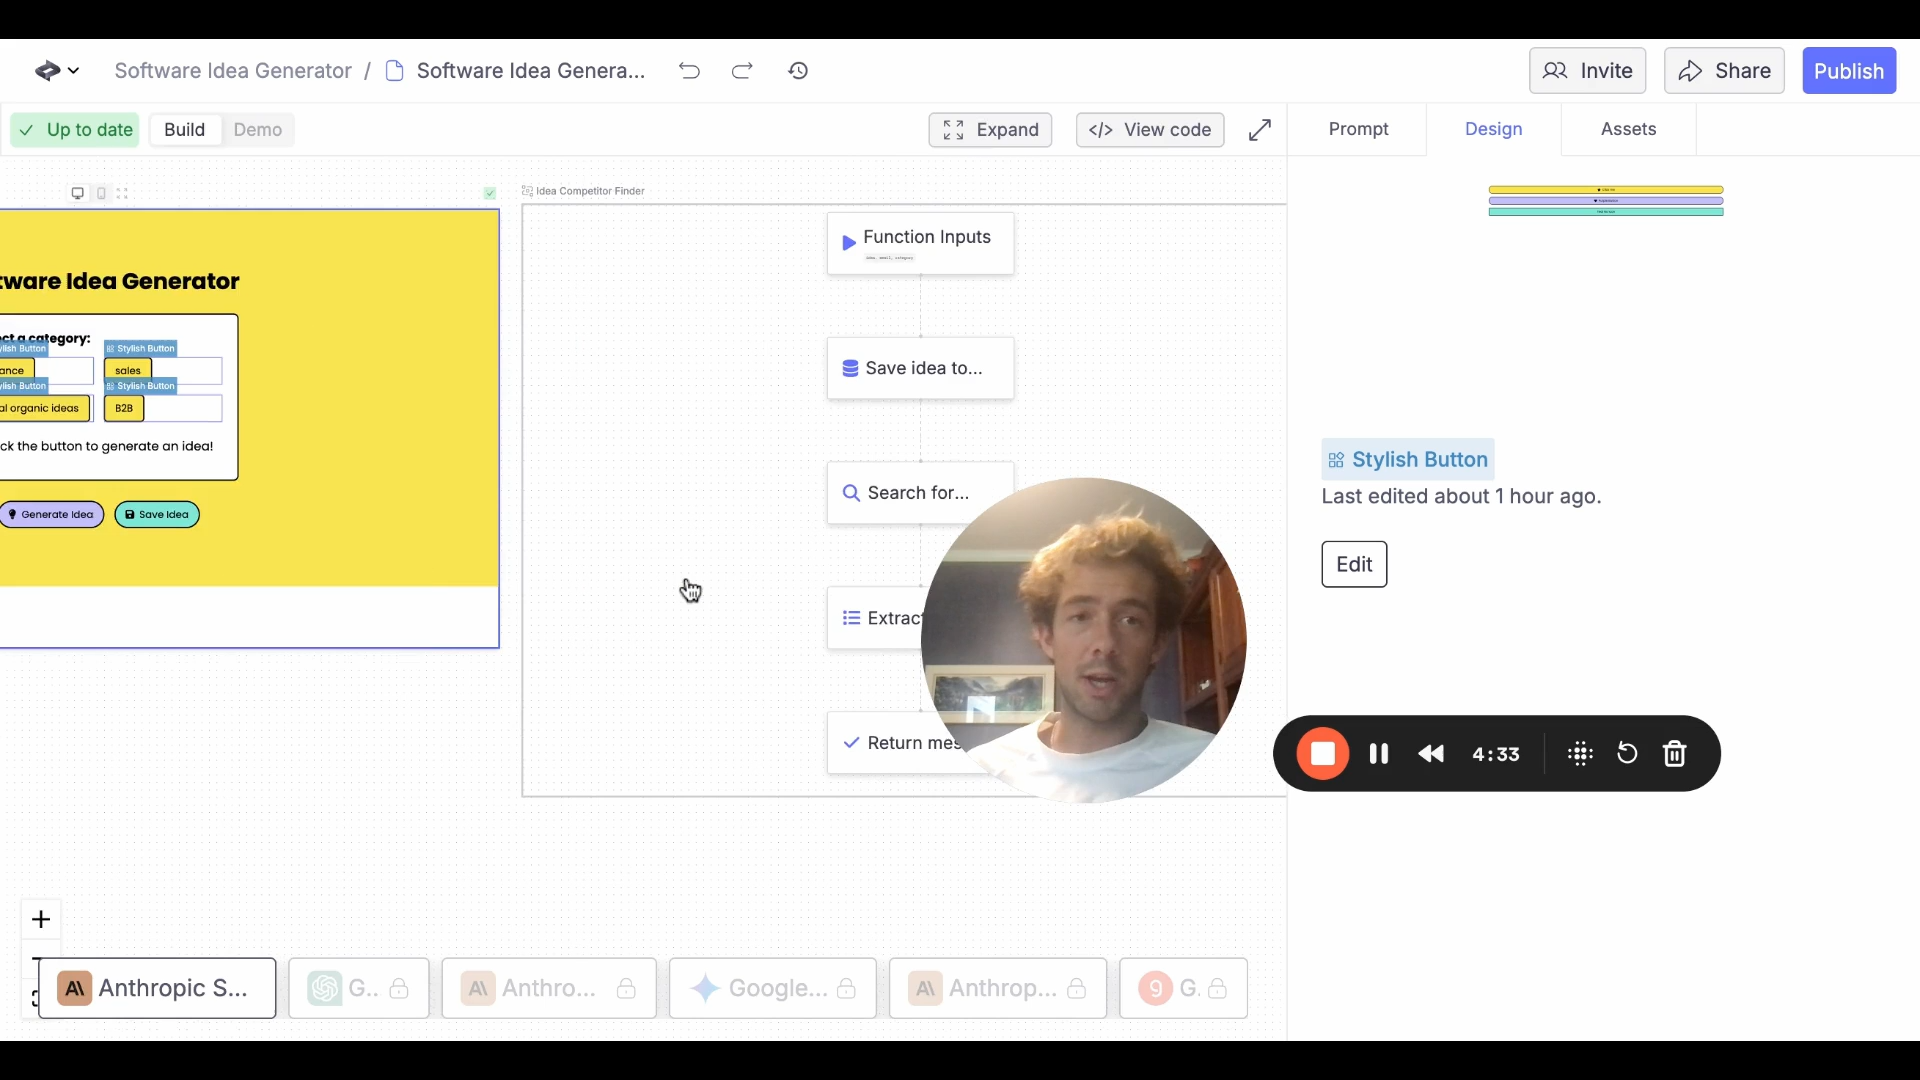 Software Idea Generator / Software Idea Genera...
Invite
Share
Publish
Up to date
Build
Demo
Expand
</> View code
Prompt
Design
Assets
Idea Competitor Finder
tware Idea Generator
ect a category:
ylish Button
Stylish Button
ance
sales
ylish Button
Stylish Button
al organic ideas
B2B
ck the button to generate an idea!
Generate Idea
Save Idea
Function Inputs
Save idea to...
Search for...
Extrac
Return mes
Stylish Button
Last edited about 1 hour ago.
Edit
4:33
Anthropic S...
G..
Anthro...
Google...
Anthrop...
G.